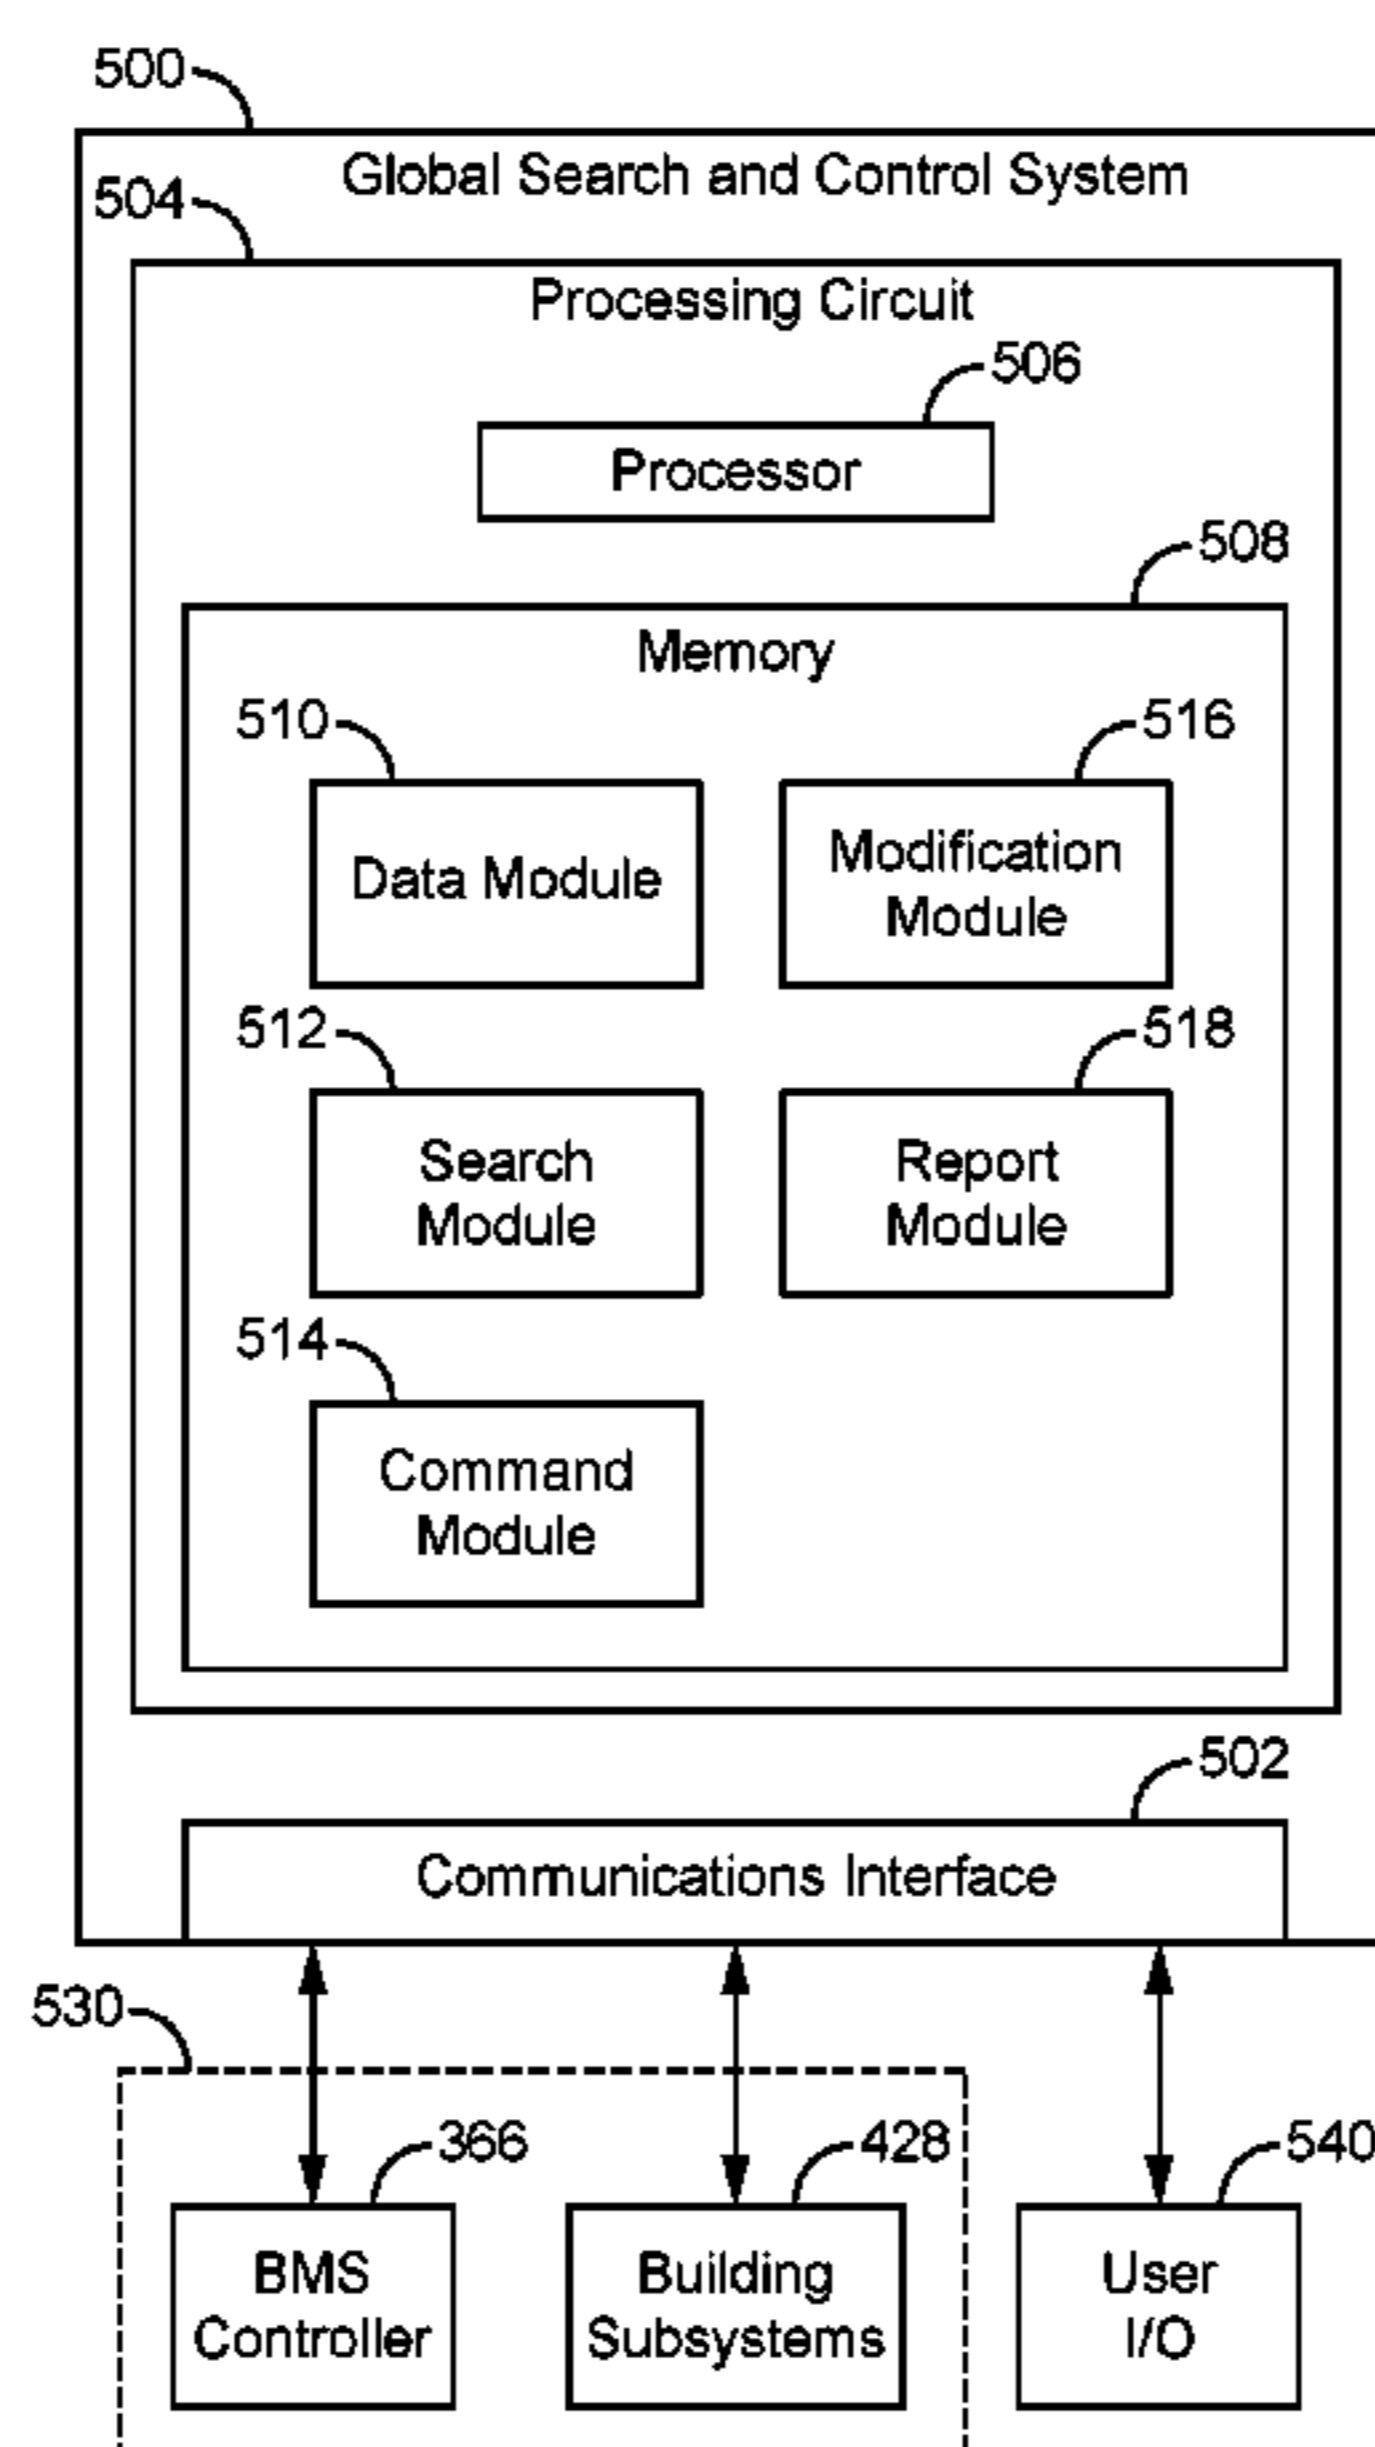 500
Global Search and Control System
504
Processing Circuit
506
Processor
508
Memory
510
516
Data Module
Modification
Module
512
518
Search
Module
Report
Module
514
Command
Module
502
Communications Interface
530
366
428
540
BMS
Controller
Building
Subsystems
User
I/O